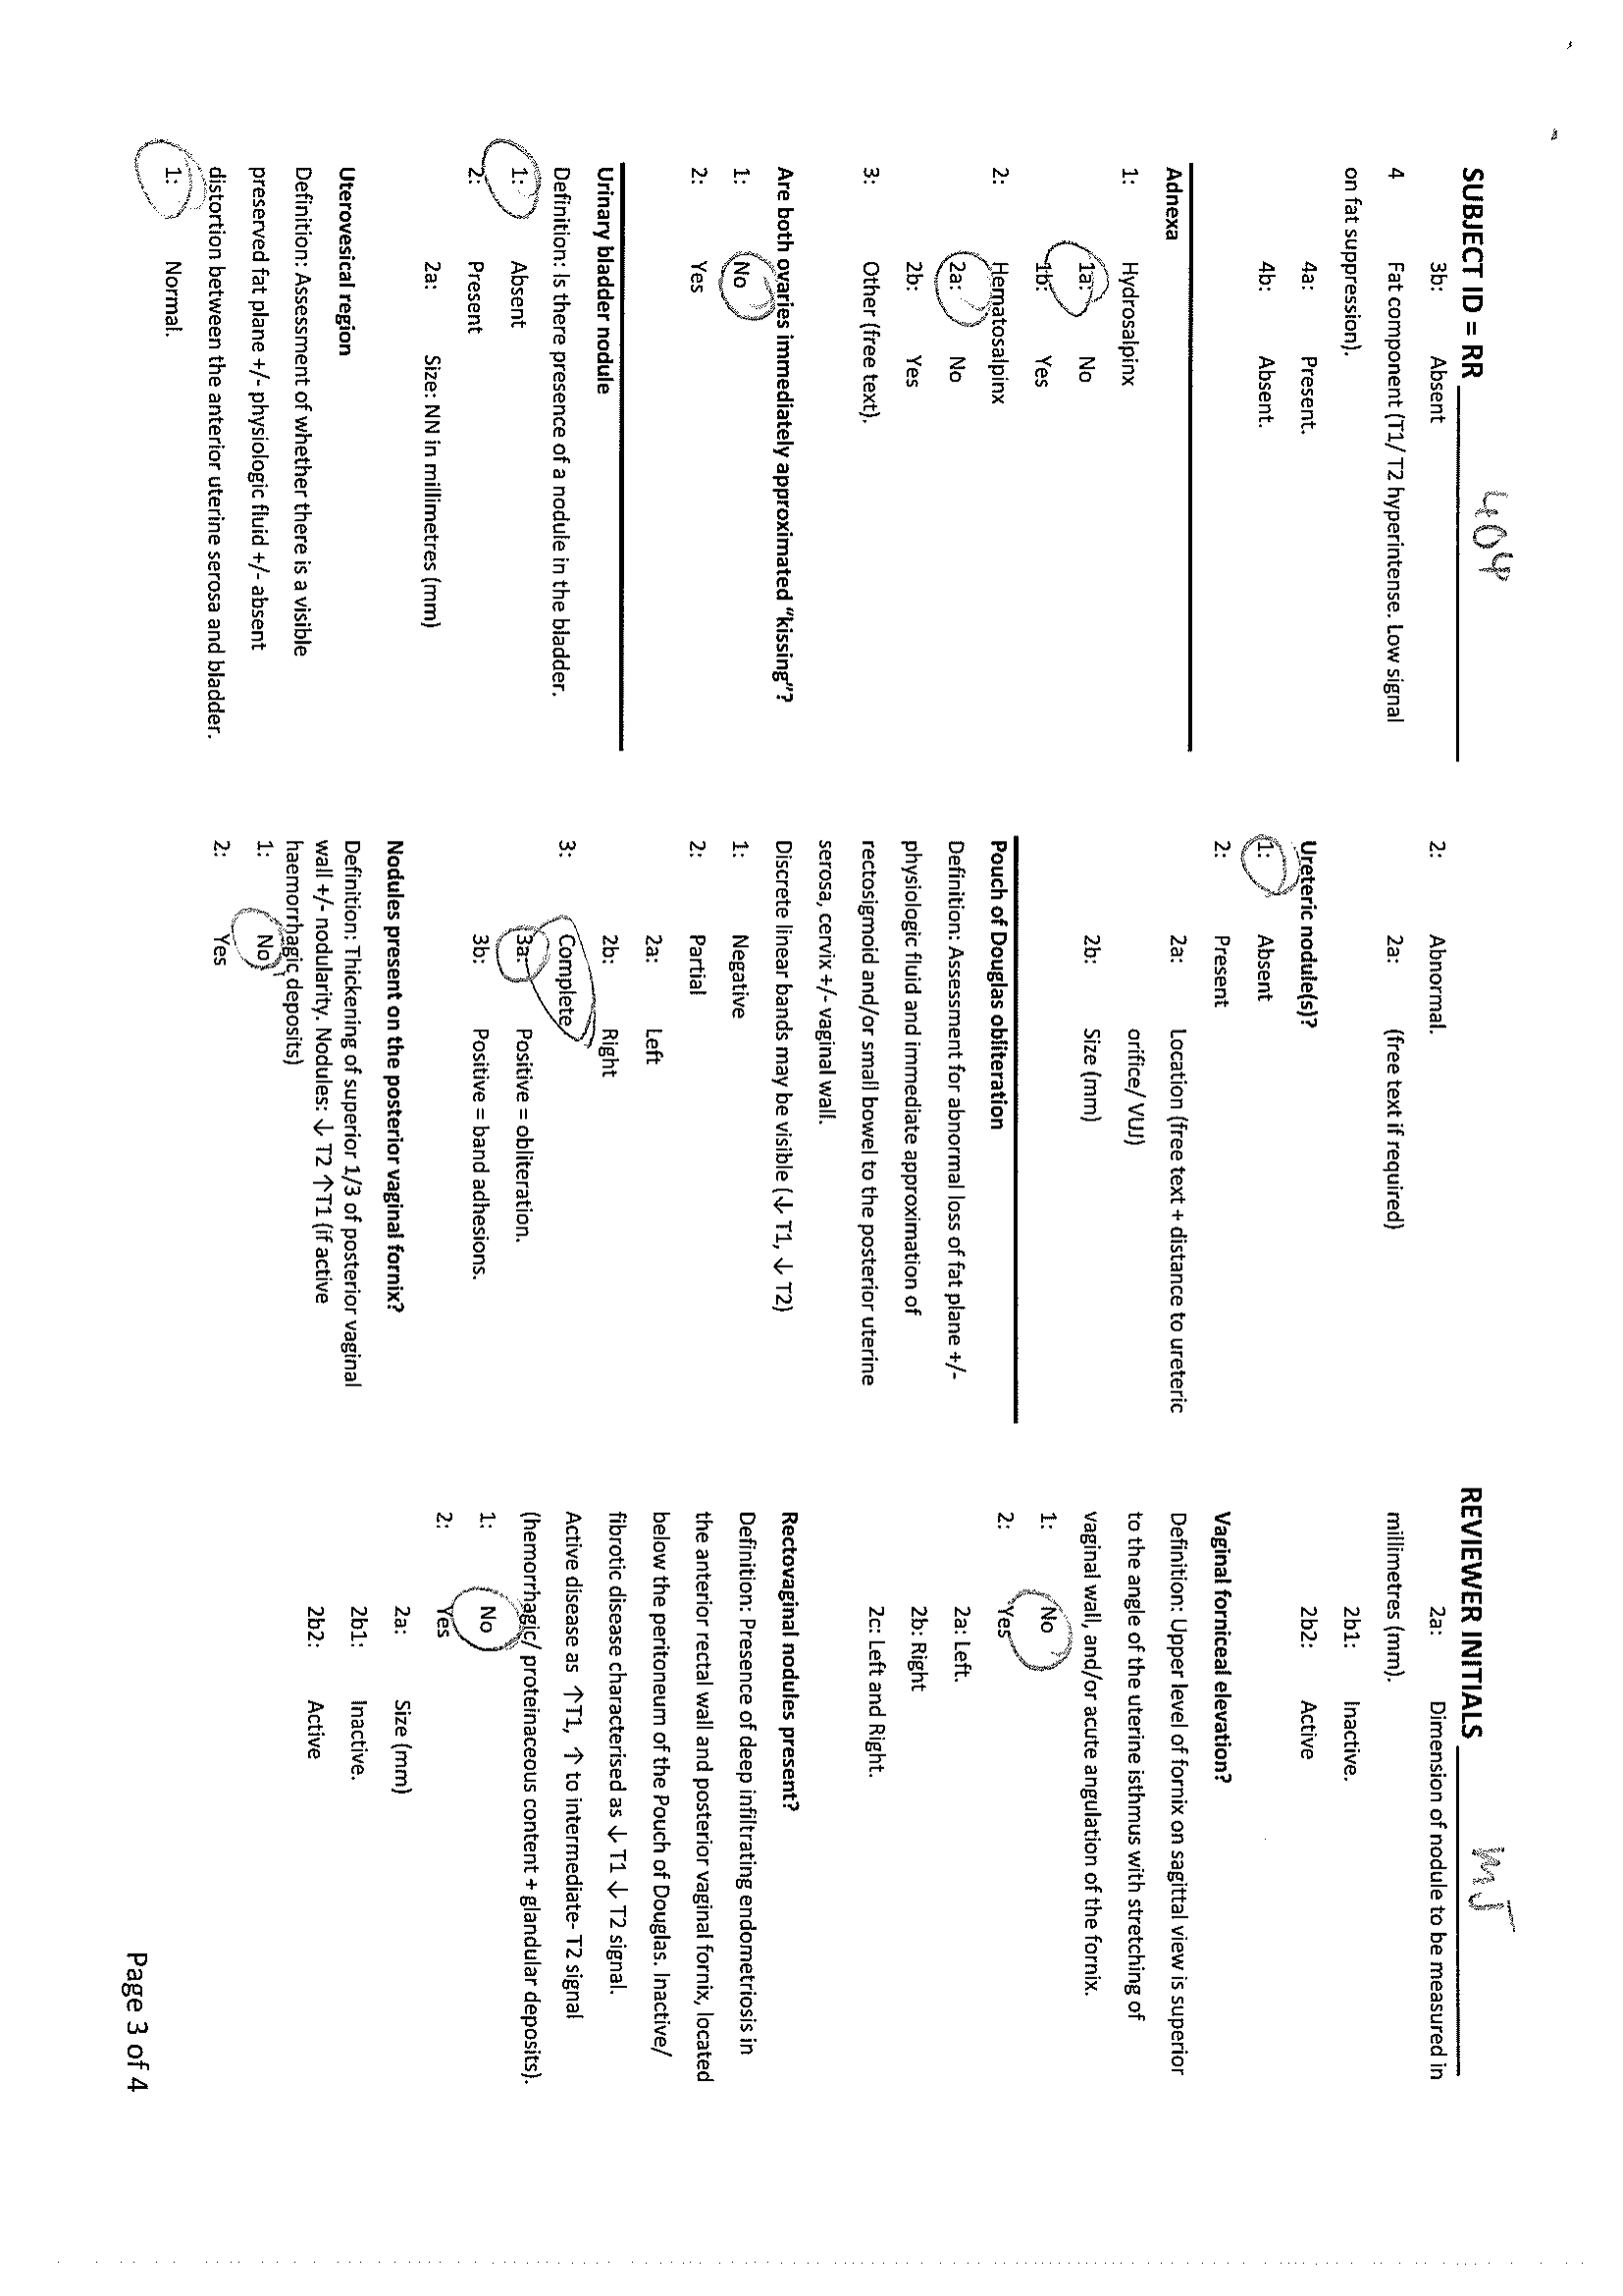 SUBJECT ID = RR 404
3b: Absent
4 Fat component (T1/ T2 hyperintense. Low signal
on fat suppression).
4a: Present.
4b: Absent.
Adnexa
1: Hydrosalpinx
1a: No
1b: Yes
2: Hematosalpinx
2a: No
2b: Yes
3: Other (free text).
Are both ovaries immediately approximated "kissing"?
1: No
2: Yes
Urinary bladder nodule
Definition: Is there presence of a nodule in the bladder.
1: Absent
2: Present
2a: Size: NN in millimetres (mm)
Uterovesical region
Definition: Assessment of whether there is a visible
preserved fat plane +/- physiologic fluid +/- absent
distortion between the anterior uterine serosa and bladder.
1: Normal.
2: Abnormal.
2a: (free text if required)
Ureteric nodule(s)?
1: Absent
2: Present
2a: Location (free text + distance to ureteric
orifice/ VUJ)
2b: Size (mm)
Pouch of Douglas obliteration
Definition: Assessment for abnormal loss of fat plane +/-
physiologic fluid and immediate approximation of
rectosigmoid and/or small bowel to the posterior uterine
serosa, cervix +/- vaginal wall.
Discrete linear bands may be visible (↓ T1, ↓ T2)
1: Negative
2: Partial
2a: Left
2b: Right
3: Complete
3a: Positive = obliteration.
3b: Positive = band adhesions.
Nodules present on the posterior vaginal fornix?
Definition: Thickening of superior 1/3 of posterior vaginal
wall +/- nodularity. Nodules: ↓ T2 ↑T1 (if active
haemorrhagic deposits)
1: No
2: Yes
REVIEWER INITIALS MJ
2a: Dimension of nodule to be measured in
millimetres (mm).
2b1: Inactive.
2b2: Active
Vaginal forniceal elevation?
Definition: Upper level of fornix on sagittal view is superior
to the angle of the uterine isthmus with stretching of
vaginal wall, and/or acute angulation of the fornix.
1: No
2: Yes
2a: Left.
2b: Right
2c: Left and Right.
Rectovaginal nodules present?
Definition: Presence of deep infiltrating endometriosis in
the anterior rectal wall and posterior vaginal fornix, located
below the peritoneum of the Pouch of Douglas. Inactive/
fibrotic disease characterised as ↓ T1 ↓ T2 signal.
Active disease as ↑T1, ↑ to intermediate- T2 signal
(hemorrhagic/ proteinaceous content + glandular deposits).
1: No
2: Yes
2a: Size (mm)
2b1: Inactive.
2b2: Active
Page 3 of 4